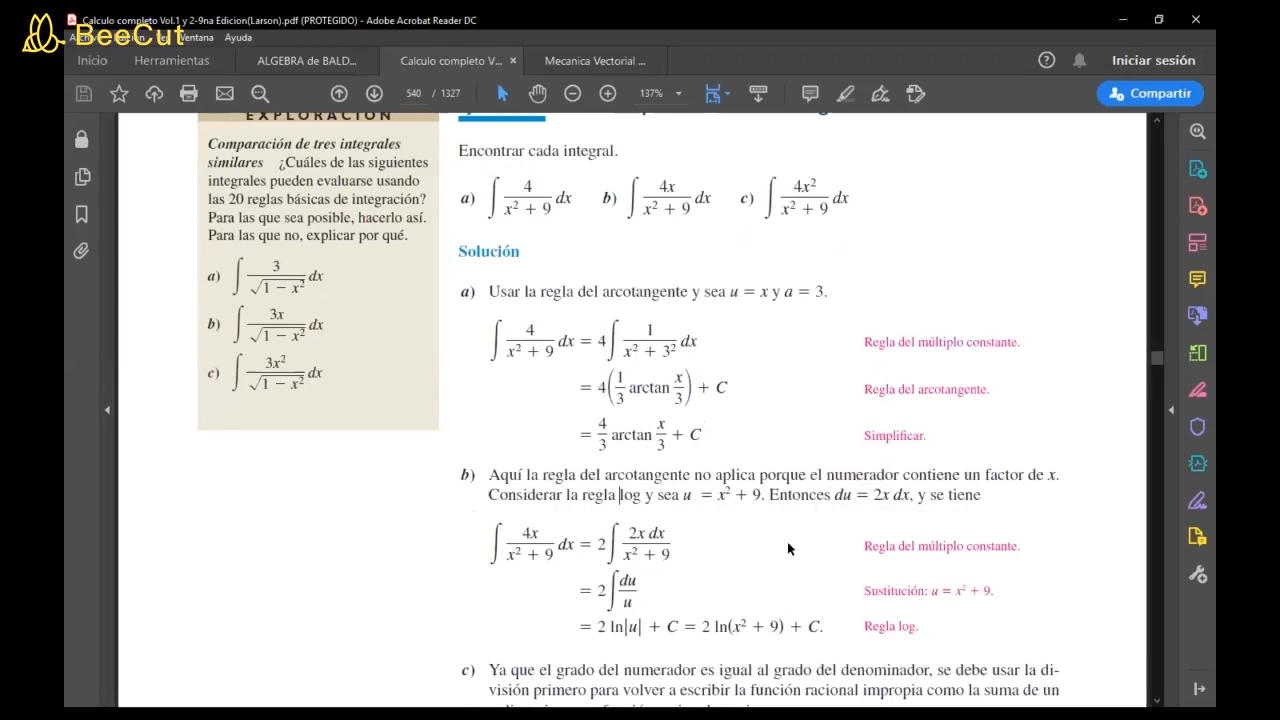 Calculo completo Vol.1 y 2-9na Edicion(Larson).pdf (PROTEGIDO) - Adobe Acrobat Reader DC
BeeCut
Ventana Ayuda
Inicio Herramientas ALGEBRA de BALD... Calculo completo V... × Mecanica Vectorial ... Iniciar sesión
540 / 1327 137% Compartir
EXPLORACIÓN
Comparación de tres integrales
similares ¿Cuáles de las siguientes
integrales pueden evaluarse usando
las 20 reglas básicas de integración?
Para las que sea posible, hacerlo así.
Para las que no, explicar por qué.
a) ∫ 3/√(1 − x²) dx
b) ∫ 3x/√(1 − x²) dx
c) ∫ 3x²/√(1 − x²) dx
Encontrar cada integral.
a) ∫ 4/(x² + 9) dx b) ∫ 4x/(x² + 9) dx c) ∫ 4x²/(x² + 9) dx
Solución
a) Usar la regla del arcotangente y sea u = x y a = 3.
∫ 4/(x² + 9) dx = 4 ∫ 1/(x² + 3²) dx Regla del múltiplo constante.
= 4(1/3 arctan x/3) + C Regla del arcotangente.
= 4/3 arctan x/3 + C Simplificar.
b) Aquí la regla del arcotangente no aplica porque el numerador contiene un factor de x.
Considerar la regla log y sea u = x² + 9. Entonces du = 2x dx, y se tiene
∫ 4x/(x² + 9) dx = 2 ∫ 2x dx/(x² + 9) Regla del múltiplo constante.
= 2 ∫ du/u Sustitución: u = x² + 9.
= 2 ln|u| + C = 2 ln(x² + 9) + C. Regla log.
c) Ya que el grado del numerador es igual al grado del denominador, se debe usar la di-
visión primero para volver a escribir la función racional impropia como la suma de un